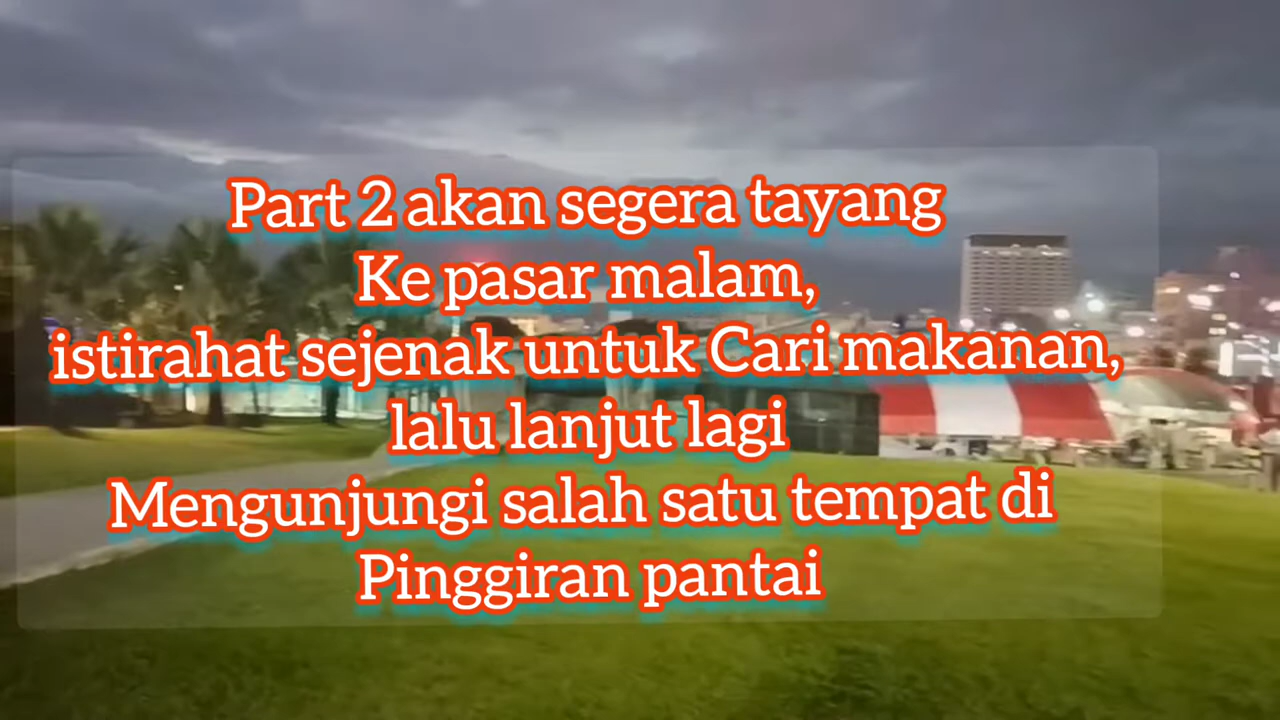 Part 2 akan segera tayang
Ke pasar malam,
istirahat sejenak untuk Cari makanan,
lalu lanjut lagi
Mengunjungi salah satu tempat di
Pinggiran pantai